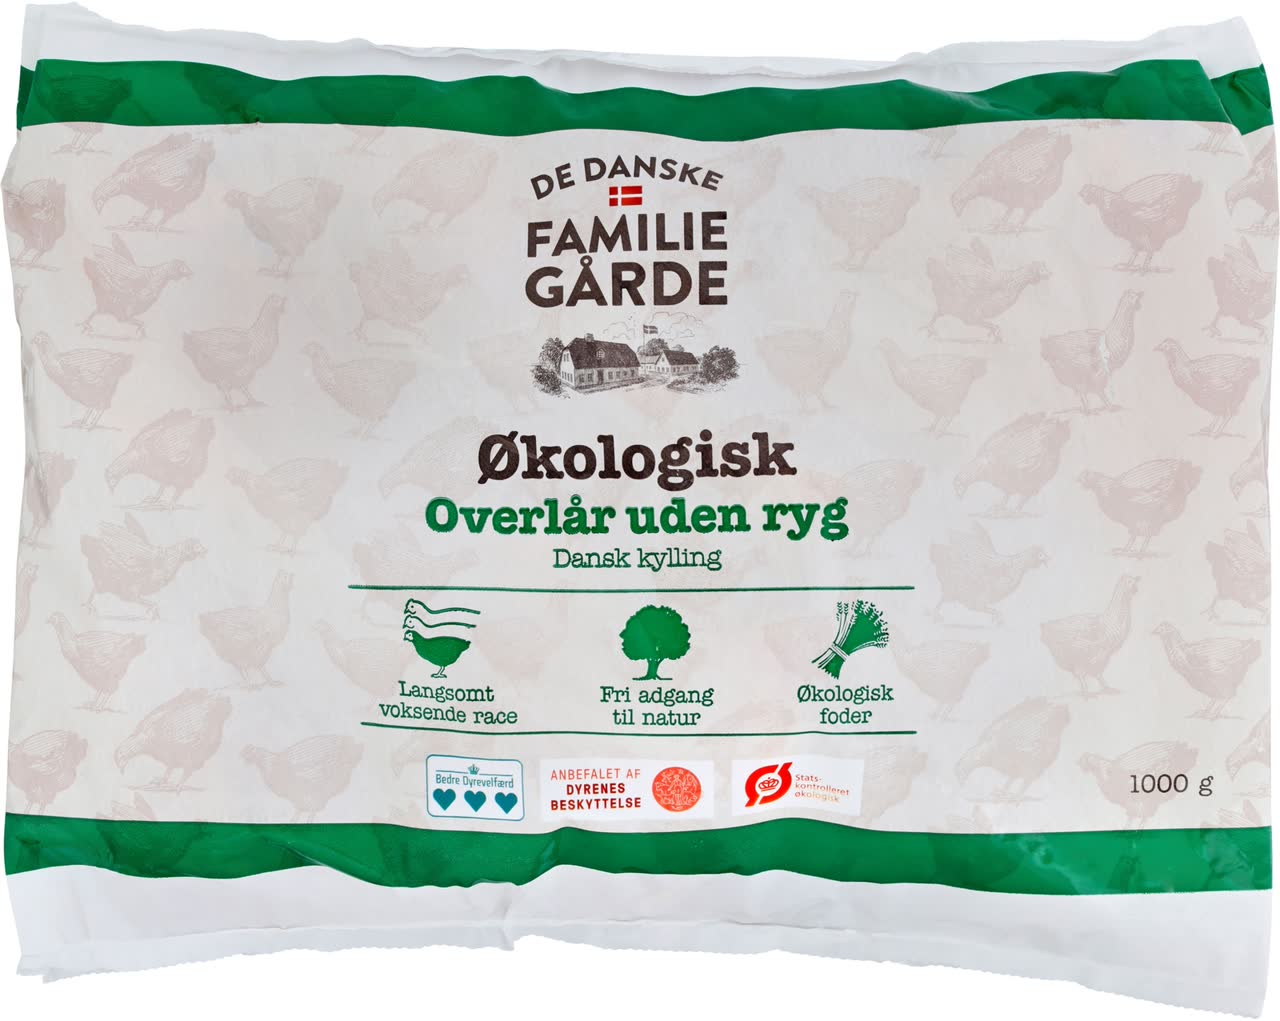 DE DANSKE
FAMILIE
GÅRDE
Økologisk
Overlår uden ryg
Dansk kylling
Langsomt
voksende race
Fri adgang
til natur
Økologisk
foder
Bedre Dyrevelfærd
ANBEFALET AF
DYRENES
BESKYTTELSE
Ø
Stats-
kontrolleret
økologisk
1000 g